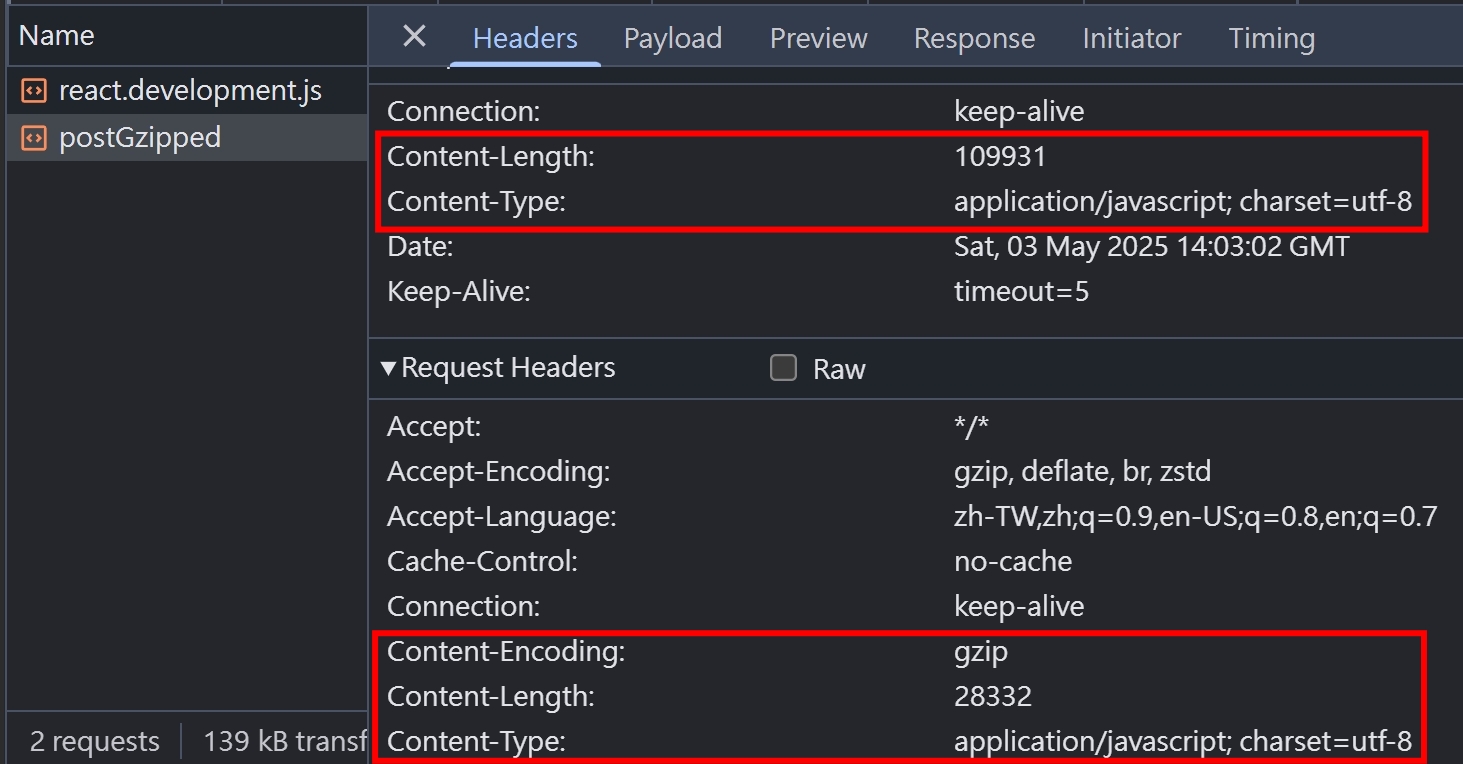 Name
Headers Payload Preview Response Initiator Timing
react.development.js
postGzipped
Connection: keep-alive
Content-Length: 109931
Content-Type: application/javascript; charset=utf-8
Date: Sat, 03 May 2025 14:03:02 GMT
Keep-Alive: timeout=5
Request Headers Raw
Accept: */*
Accept-Encoding: gzip, deflate, br, zstd
Accept-Language: zh-TW,zh;q=0.9,en-US;q=0.8,en;q=0.7
Cache-Control: no-cache
Connection: keep-alive
Content-Encoding: gzip
Content-Length: 28332
Content-Type: application/javascript; charset=utf-8
2 requests 139 kB transf